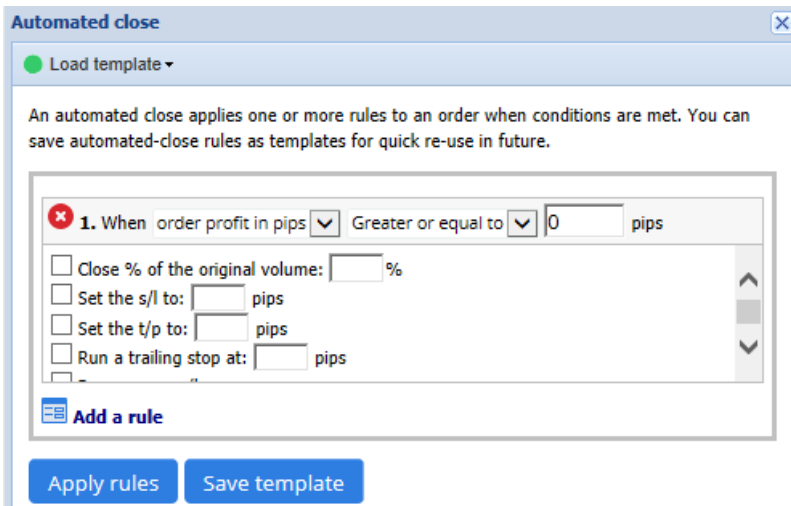 Automated close
Load template
An automated close applies one or more rules to an order when conditions are met. You can
save automated-close rules as templates for quick re-use in future.
1. When order profit in pips Greater or equal to 0 pips
Close % of the original volume: %
Set the s/l to: pips
Set the t/p to: pips
Run a trailing stop at: pips
Add a rule
Apply rules Save template